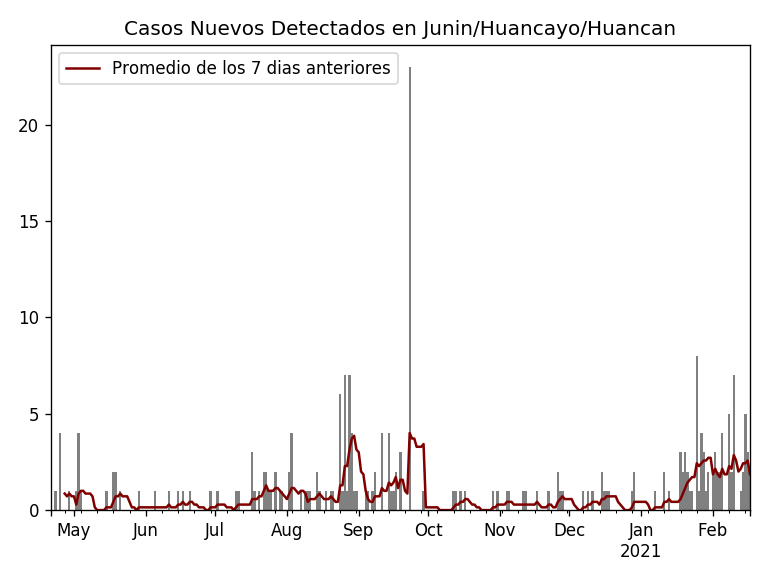 Casos Nuevos Detectados en Junin/Huancayo/Huancan
Promedio de los 7 dias anteriores
20
15
10
5
0
May Jun Jul Aug Sep Oct Nov Dec Jan Feb
2021